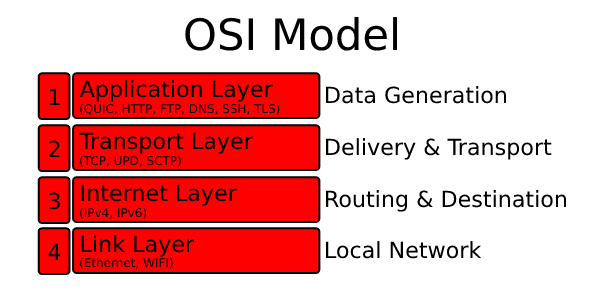 OSI Model
1 Application Layer Data Generation
(QUIC, HTTP, FTP, DNS, SSH, TLS)
2 Transport Layer Delivery & Transport
(TCP, UPD, SCTP)
3 Internet Layer Routing & Destination
(IPv4, IPv6)
4 Link Layer Local Network
(Ethernet, WIFI)